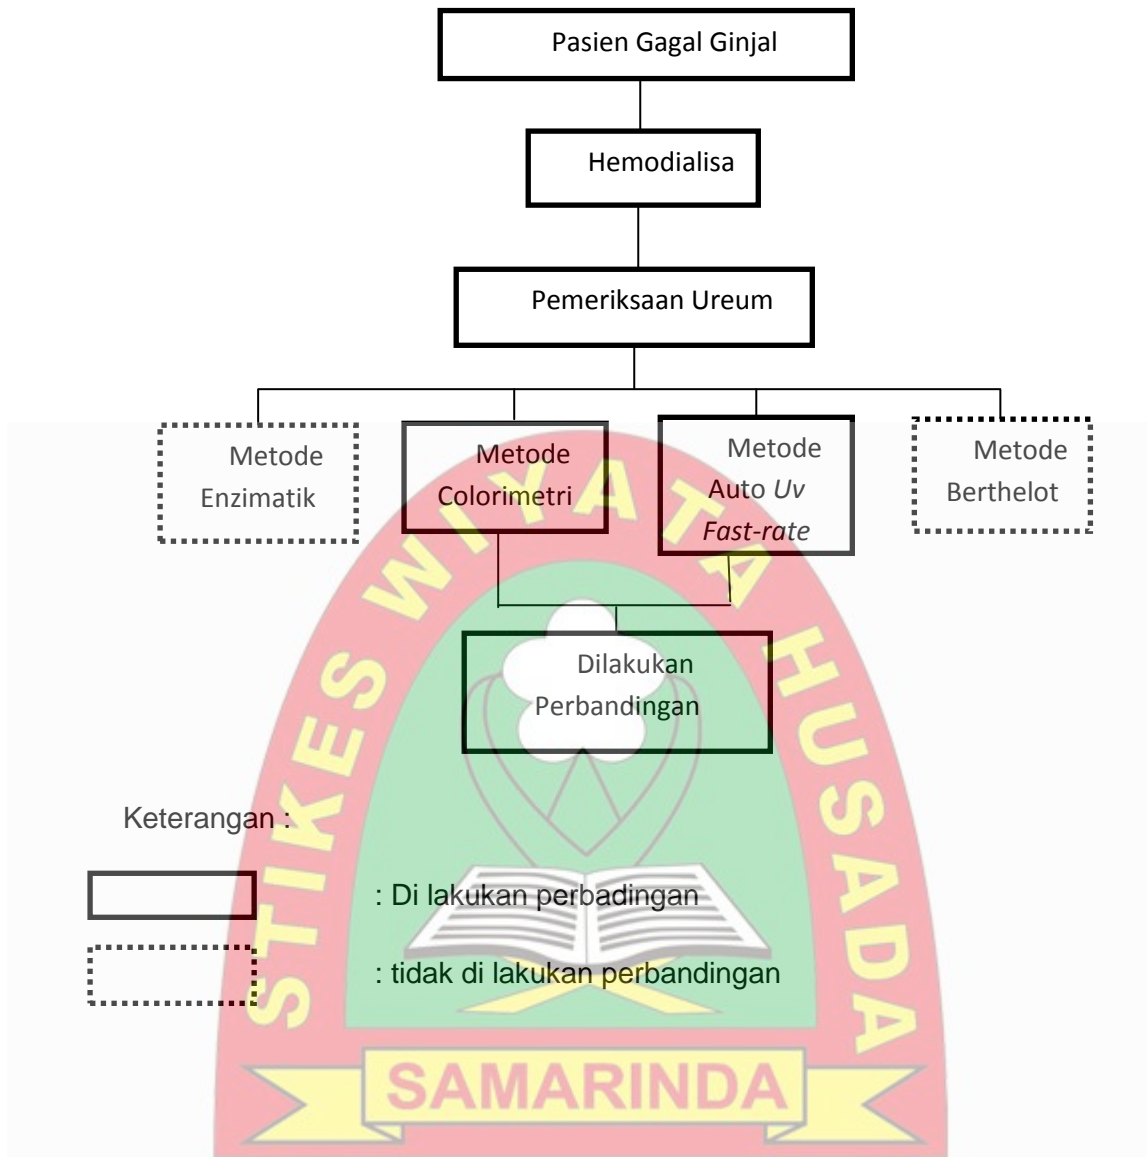 Pasien Gagal Ginjal
Hemodialisa
Pemeriksaan Ureum
Metode
Enzimatik
Metode
Colorimetri
Metode
Auto Uv
Fast-rate
Metode
Berthelot
Dilakukan
Perbandingan
Keterangan :
: Di lakukan perbadingan
: tidak di lakukan perbandingan
STIKES WIYATA HUSADA
SAMARINDA